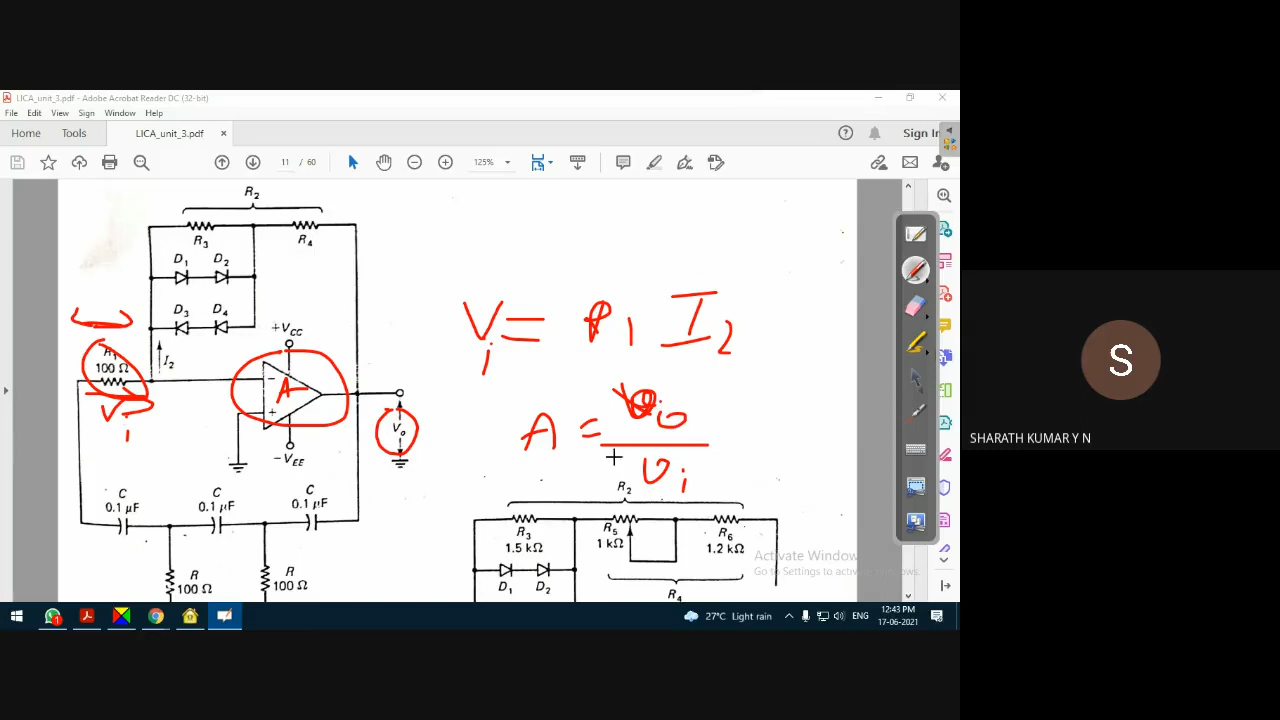 LICA_unit_3.pdf - Adobe Acrobat Reader DC (32-bit)
File Edit View Sign Window Help
Home Tools LICA_unit_3.pdf × Sign In
11 / 60 125%
R2
R3 R4
D1 D2
D3 D4
+VCC
R1
100 Ω
I2
Vi
A
- 
+
Vo
-VEE
Vi = R1 I2
A = vo
vi
C C C
0.1 μF 0.1 μF 0.1 μF
R R
100 Ω 100 Ω
R2
R3 R5 R6
1.5 kΩ 1 kΩ 1.2 kΩ
D1 D2
R4
Activate Window
Go to Settings to activ
S
SHARATH KUMAR Y N
1
27°C Light rain ENG 12:43 PM
17-06-2021